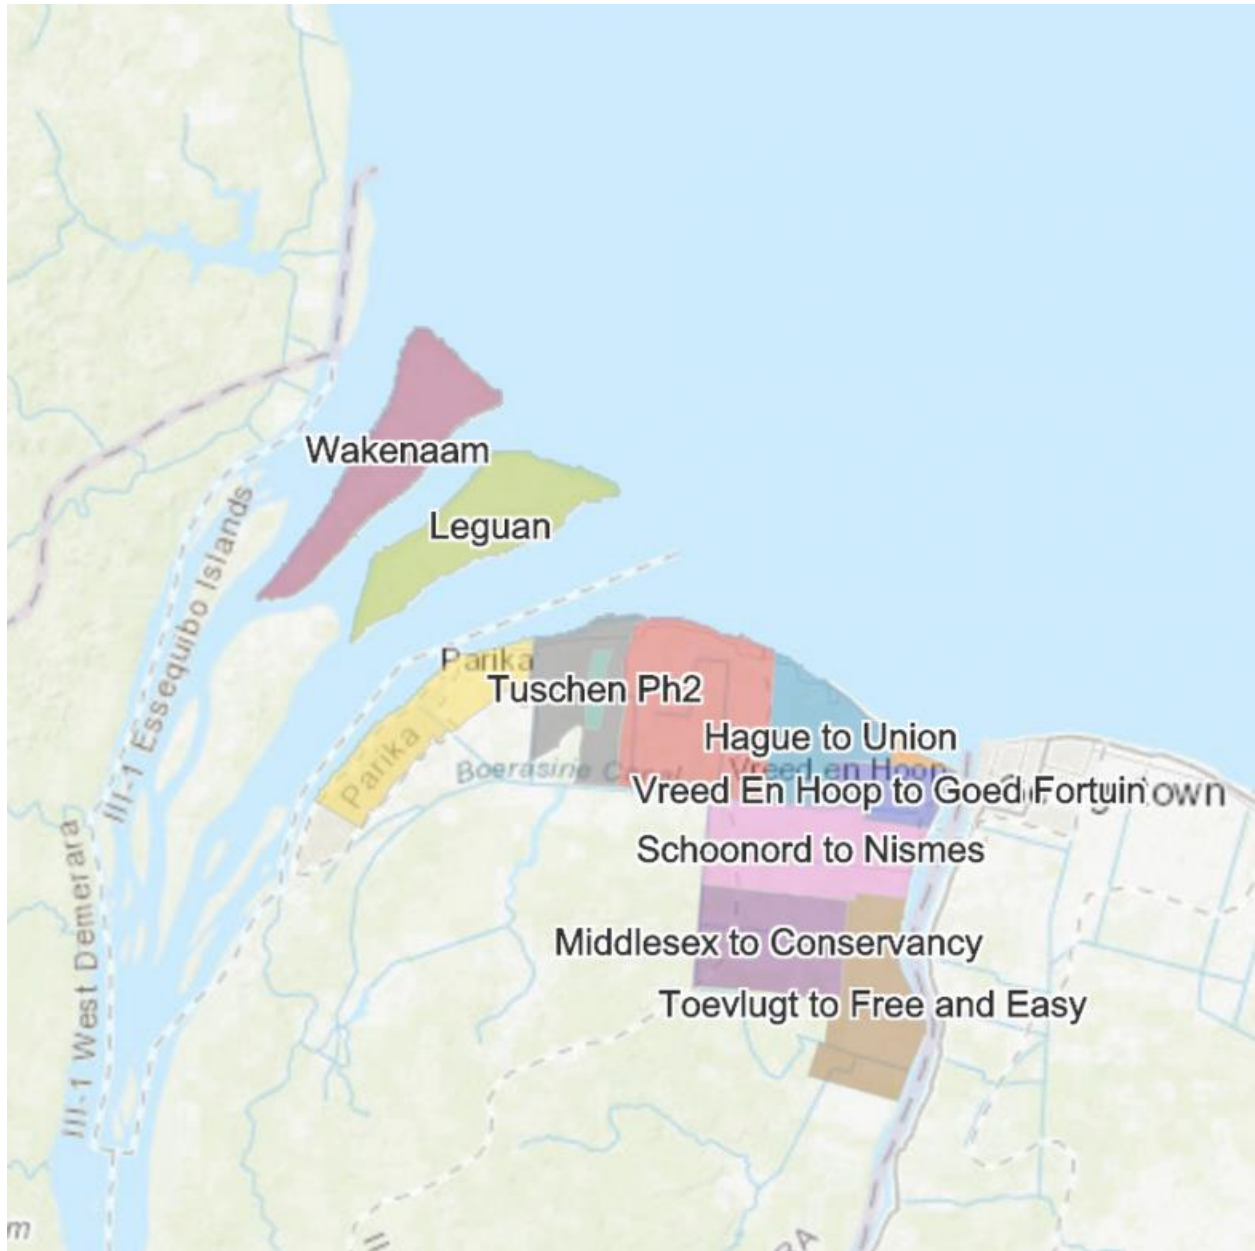 Wakenaam
Leguan
III-1 Essequibo Islands
Parika
Tuschen Ph2
Parika
Hague to Union
Boerasirie Canal
Vreed en Hoop
Vreed En Hoop to Goed Fortuin
Schoonord to Nismes
III-1 West Demerara
Middlesex to Conservancy
Toevlugt to Free and Easy
m
RA